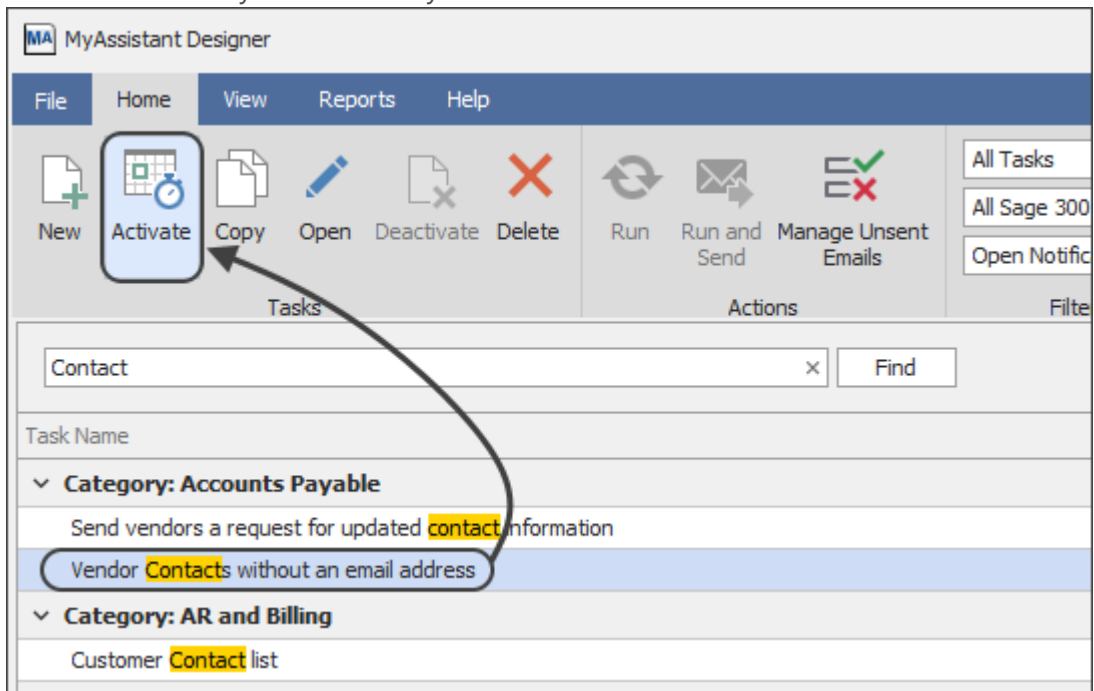 MA MyAssistant Designer
File Home View Reports Help
New Activate Copy Open Deactivate Delete Run Run and Send Manage Unsent Emails
All Tasks
All Sage 300
Open Notific
Tasks Actions Filte
Contact × Find
Task Name
Category: Accounts Payable
Send vendors a request for updated contact information
Vendor Contacts without an email address
Category: AR and Billing
Customer Contact list